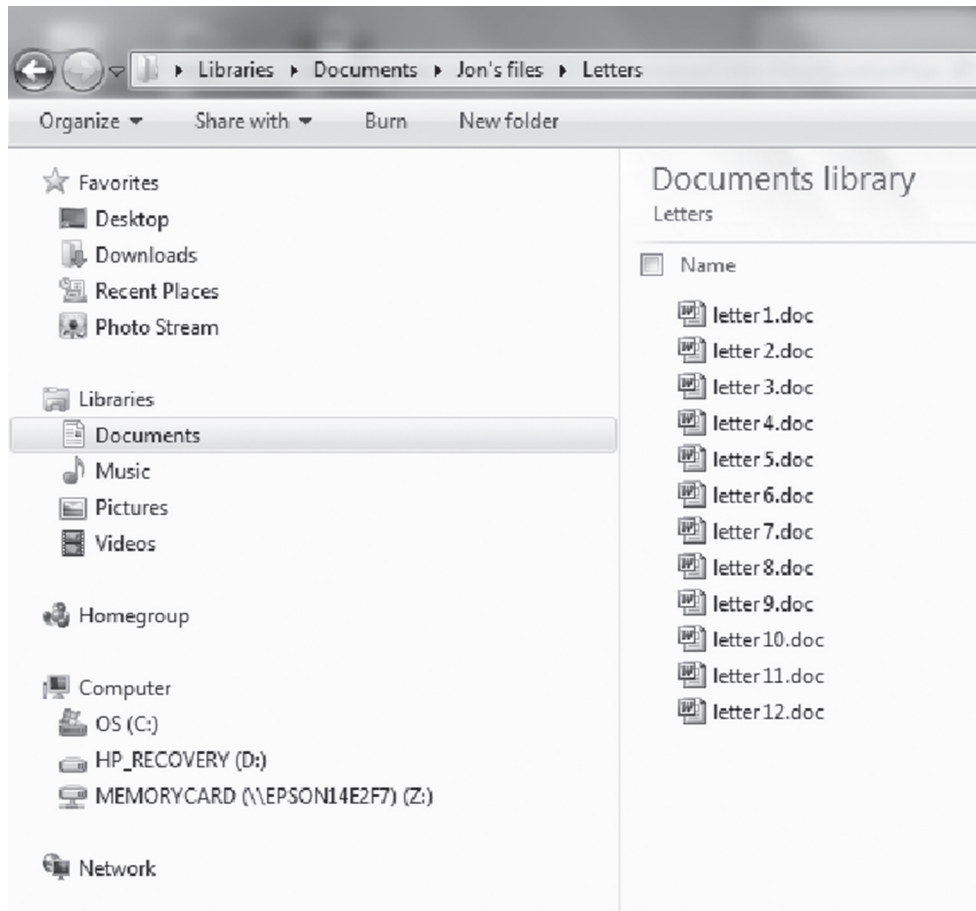 Libraries Documents Jon's files Letters
Organize Share with Burn New folder
Favorites
Desktop
Downloads
Recent Places
Photo Stream
Libraries
Documents
Music
Pictures
Videos
Homegroup
Computer
OS (C:)
HP_RECOVERY (D:)
MEMORYCARD (\\EPSON14E2F7) (Z:)
Network
Documents library
Letters
Name
letter 1.doc
letter 2.doc
letter 3.doc
letter 4.doc
letter 5.doc
letter 6.doc
letter 7.doc
letter 8.doc
letter 9.doc
letter 10.doc
letter 11.doc
letter 12.doc